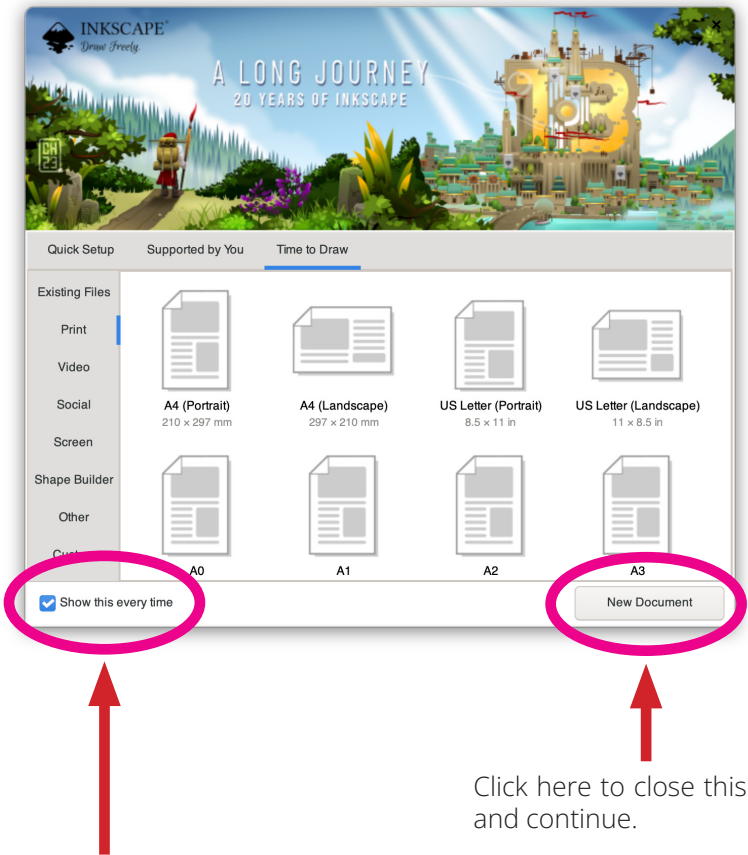 INKSCAPE®
Draw Freely.
A LONG JOURNEY
20 YEARS OF INKSCAPE
1.3
CH
23
×
Quick Setup Supported by You Time to Draw
Existing Files
Print
Video
Social
Screen
Shape Builder
Other
A4 (Portrait) A4 (Landscape) US Letter (Portrait) US Letter (Landscape)
210 × 297 mm 297 × 210 mm 8.5 × 11 in 11 × 8.5 in
A0 A1 A2 A3
Show this every time New Document
Click here to close this
and continue.